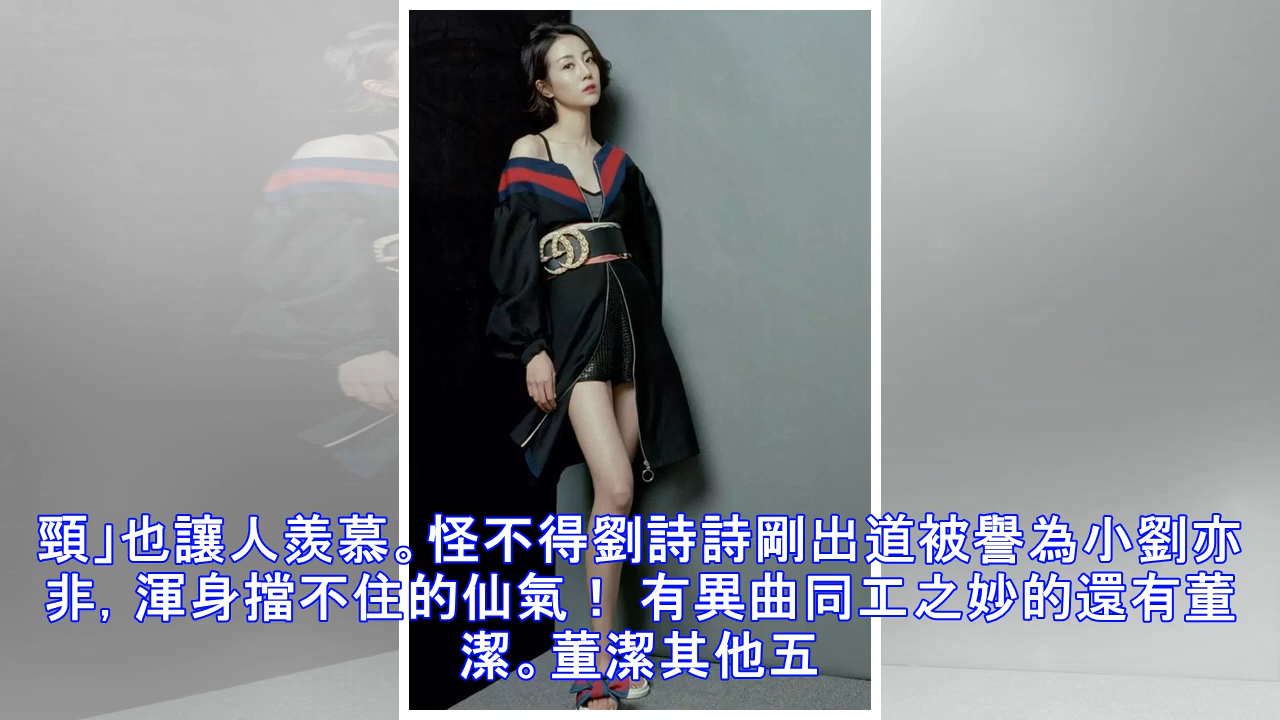 頸」也讓人羨慕。怪不得劉詩詩剛出道被譽為小劉亦
非，渾身擋不住的仙氣！ 有異曲同工之妙的還有董
潔。董潔其他五